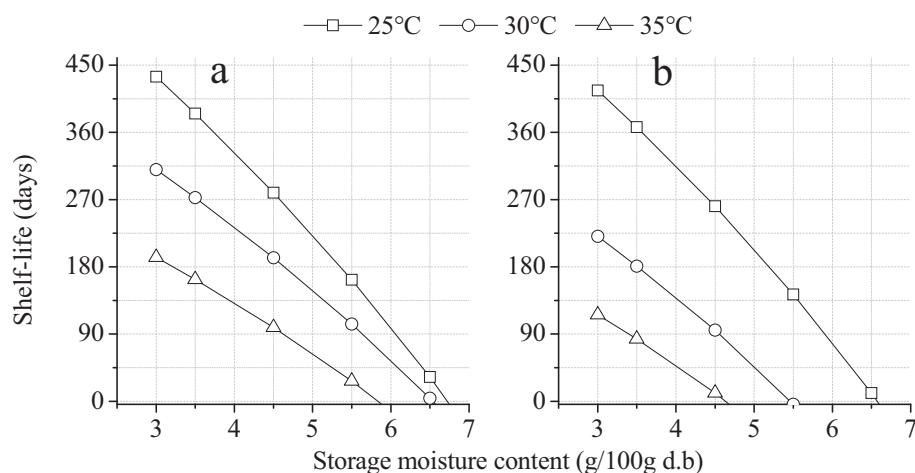 25°C 30°C 35°C
a b
450 450
360 360
270 270
180 180
90 90
0 0
Shelf-life (days)
3 4 5 6 7 3 4 5 6 7
Storage moisture content (g/100g d.b)